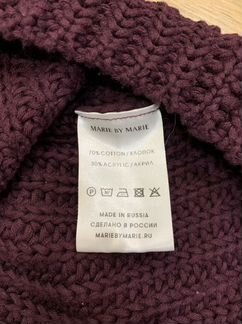 MARIE BY MARIE
70% COTTON / ХЛОПОК
30% ACRYLIC / АКРИЛ
MADE IN RUSSIA
СДЕЛАНО В РОССИИ
MARIEBYMARIE.RU